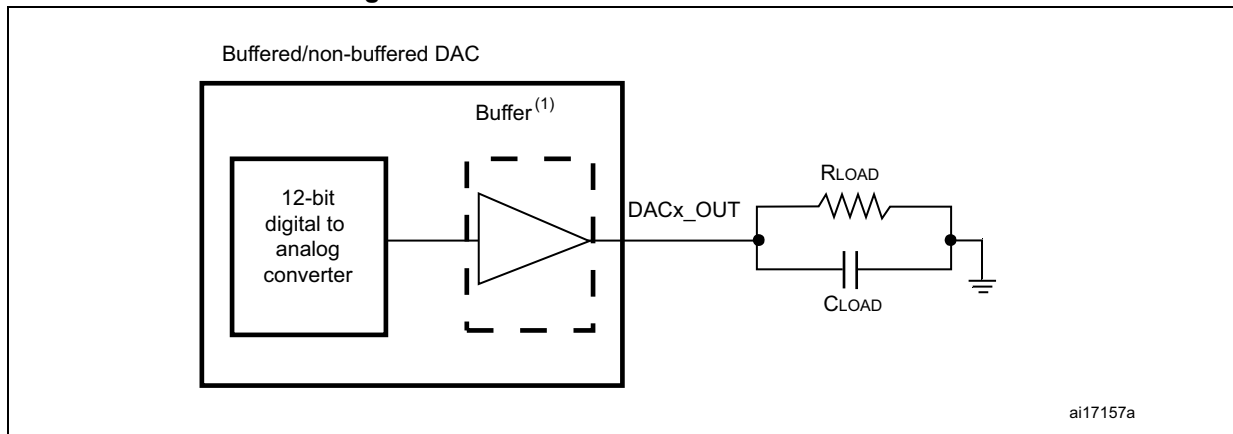 Buffered/non-buffered DAC
Buffer(1)
12-bit
digital to
analog
converter
DACx_OUT
RLOAD
CLOAD
ai17157a